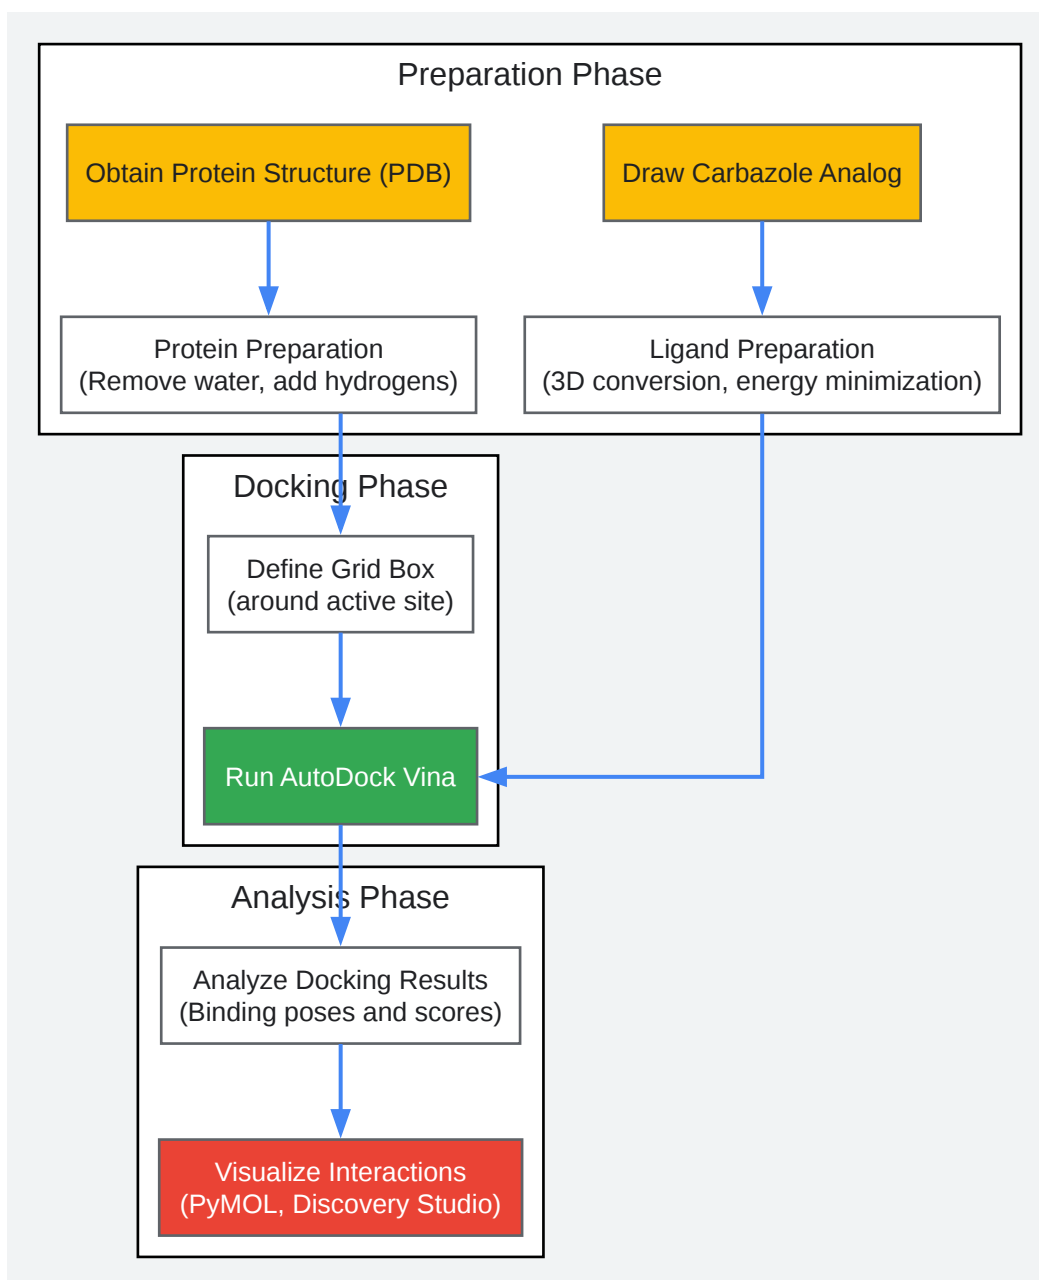 Preparation Phase
Obtain Protein Structure (PDB)
Draw Carbazole Analog
Protein Preparation
(Remove water, add hydrogens)
Ligand Preparation
(3D conversion, energy minimization)
Docking Phase
Define Grid Box
(around active site)
Run AutoDock Vina
Analysis Phase
Analyze Docking Results
(Binding poses and scores)
Visualize Interactions
(PyMOL, Discovery Studio)